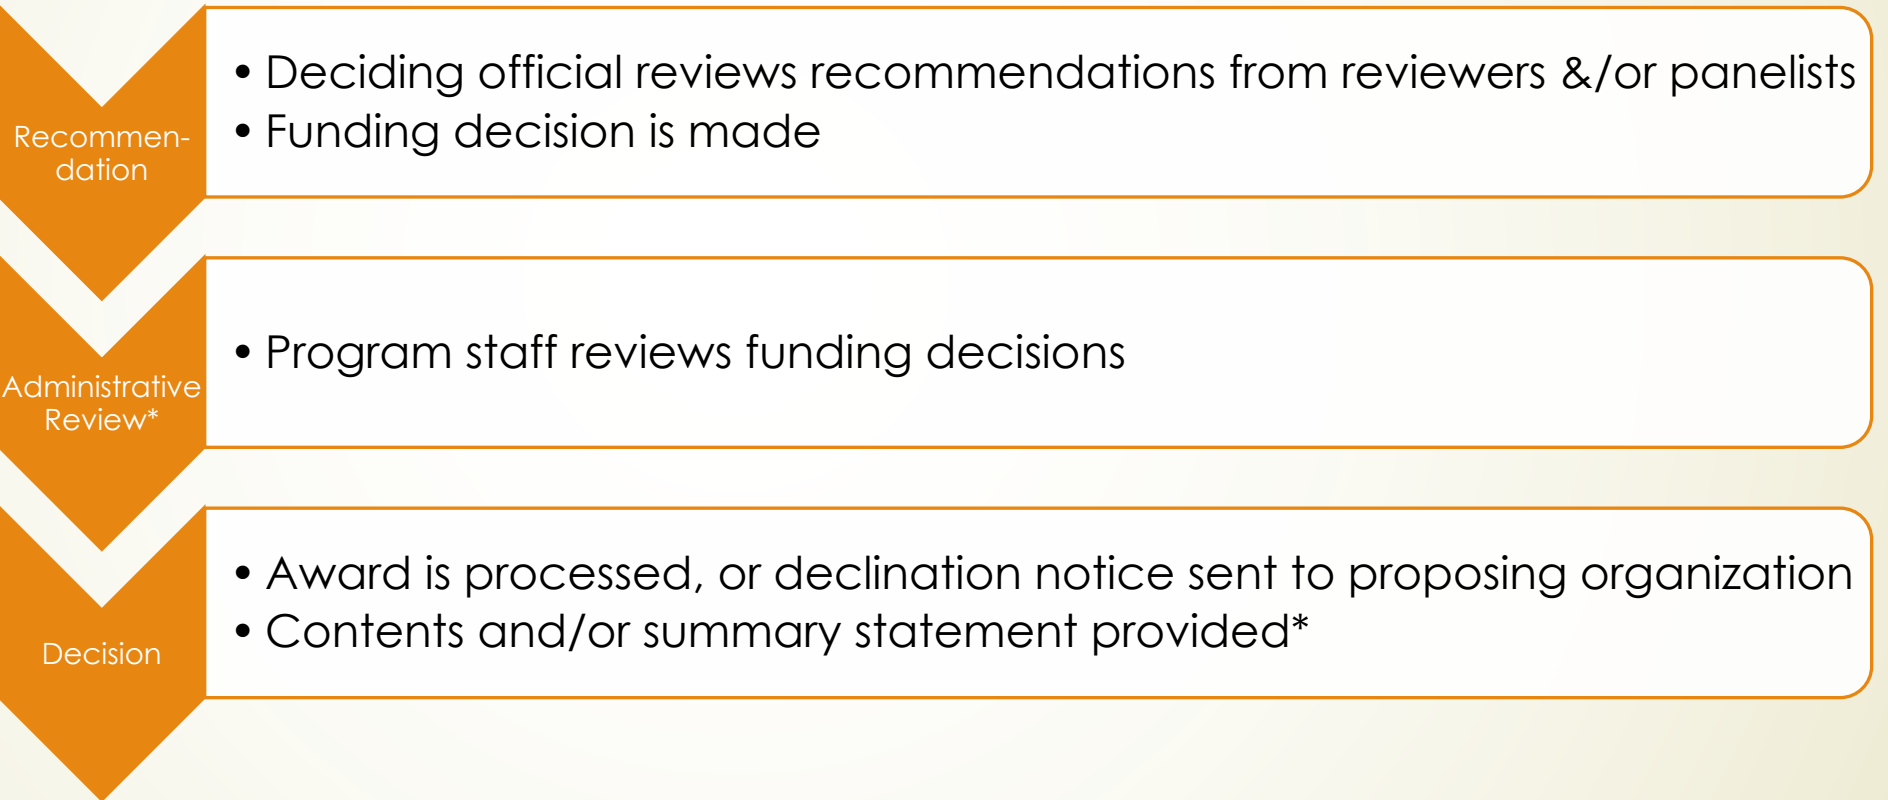 Recommen-
dation
• Deciding official reviews recommendations from reviewers &/or panelists
• Funding decision is made
Administrative
Review*
• Program staff reviews funding decisions
Decision
• Award is processed, or declination notice sent to proposing organization
• Contents and/or summary statement provided*